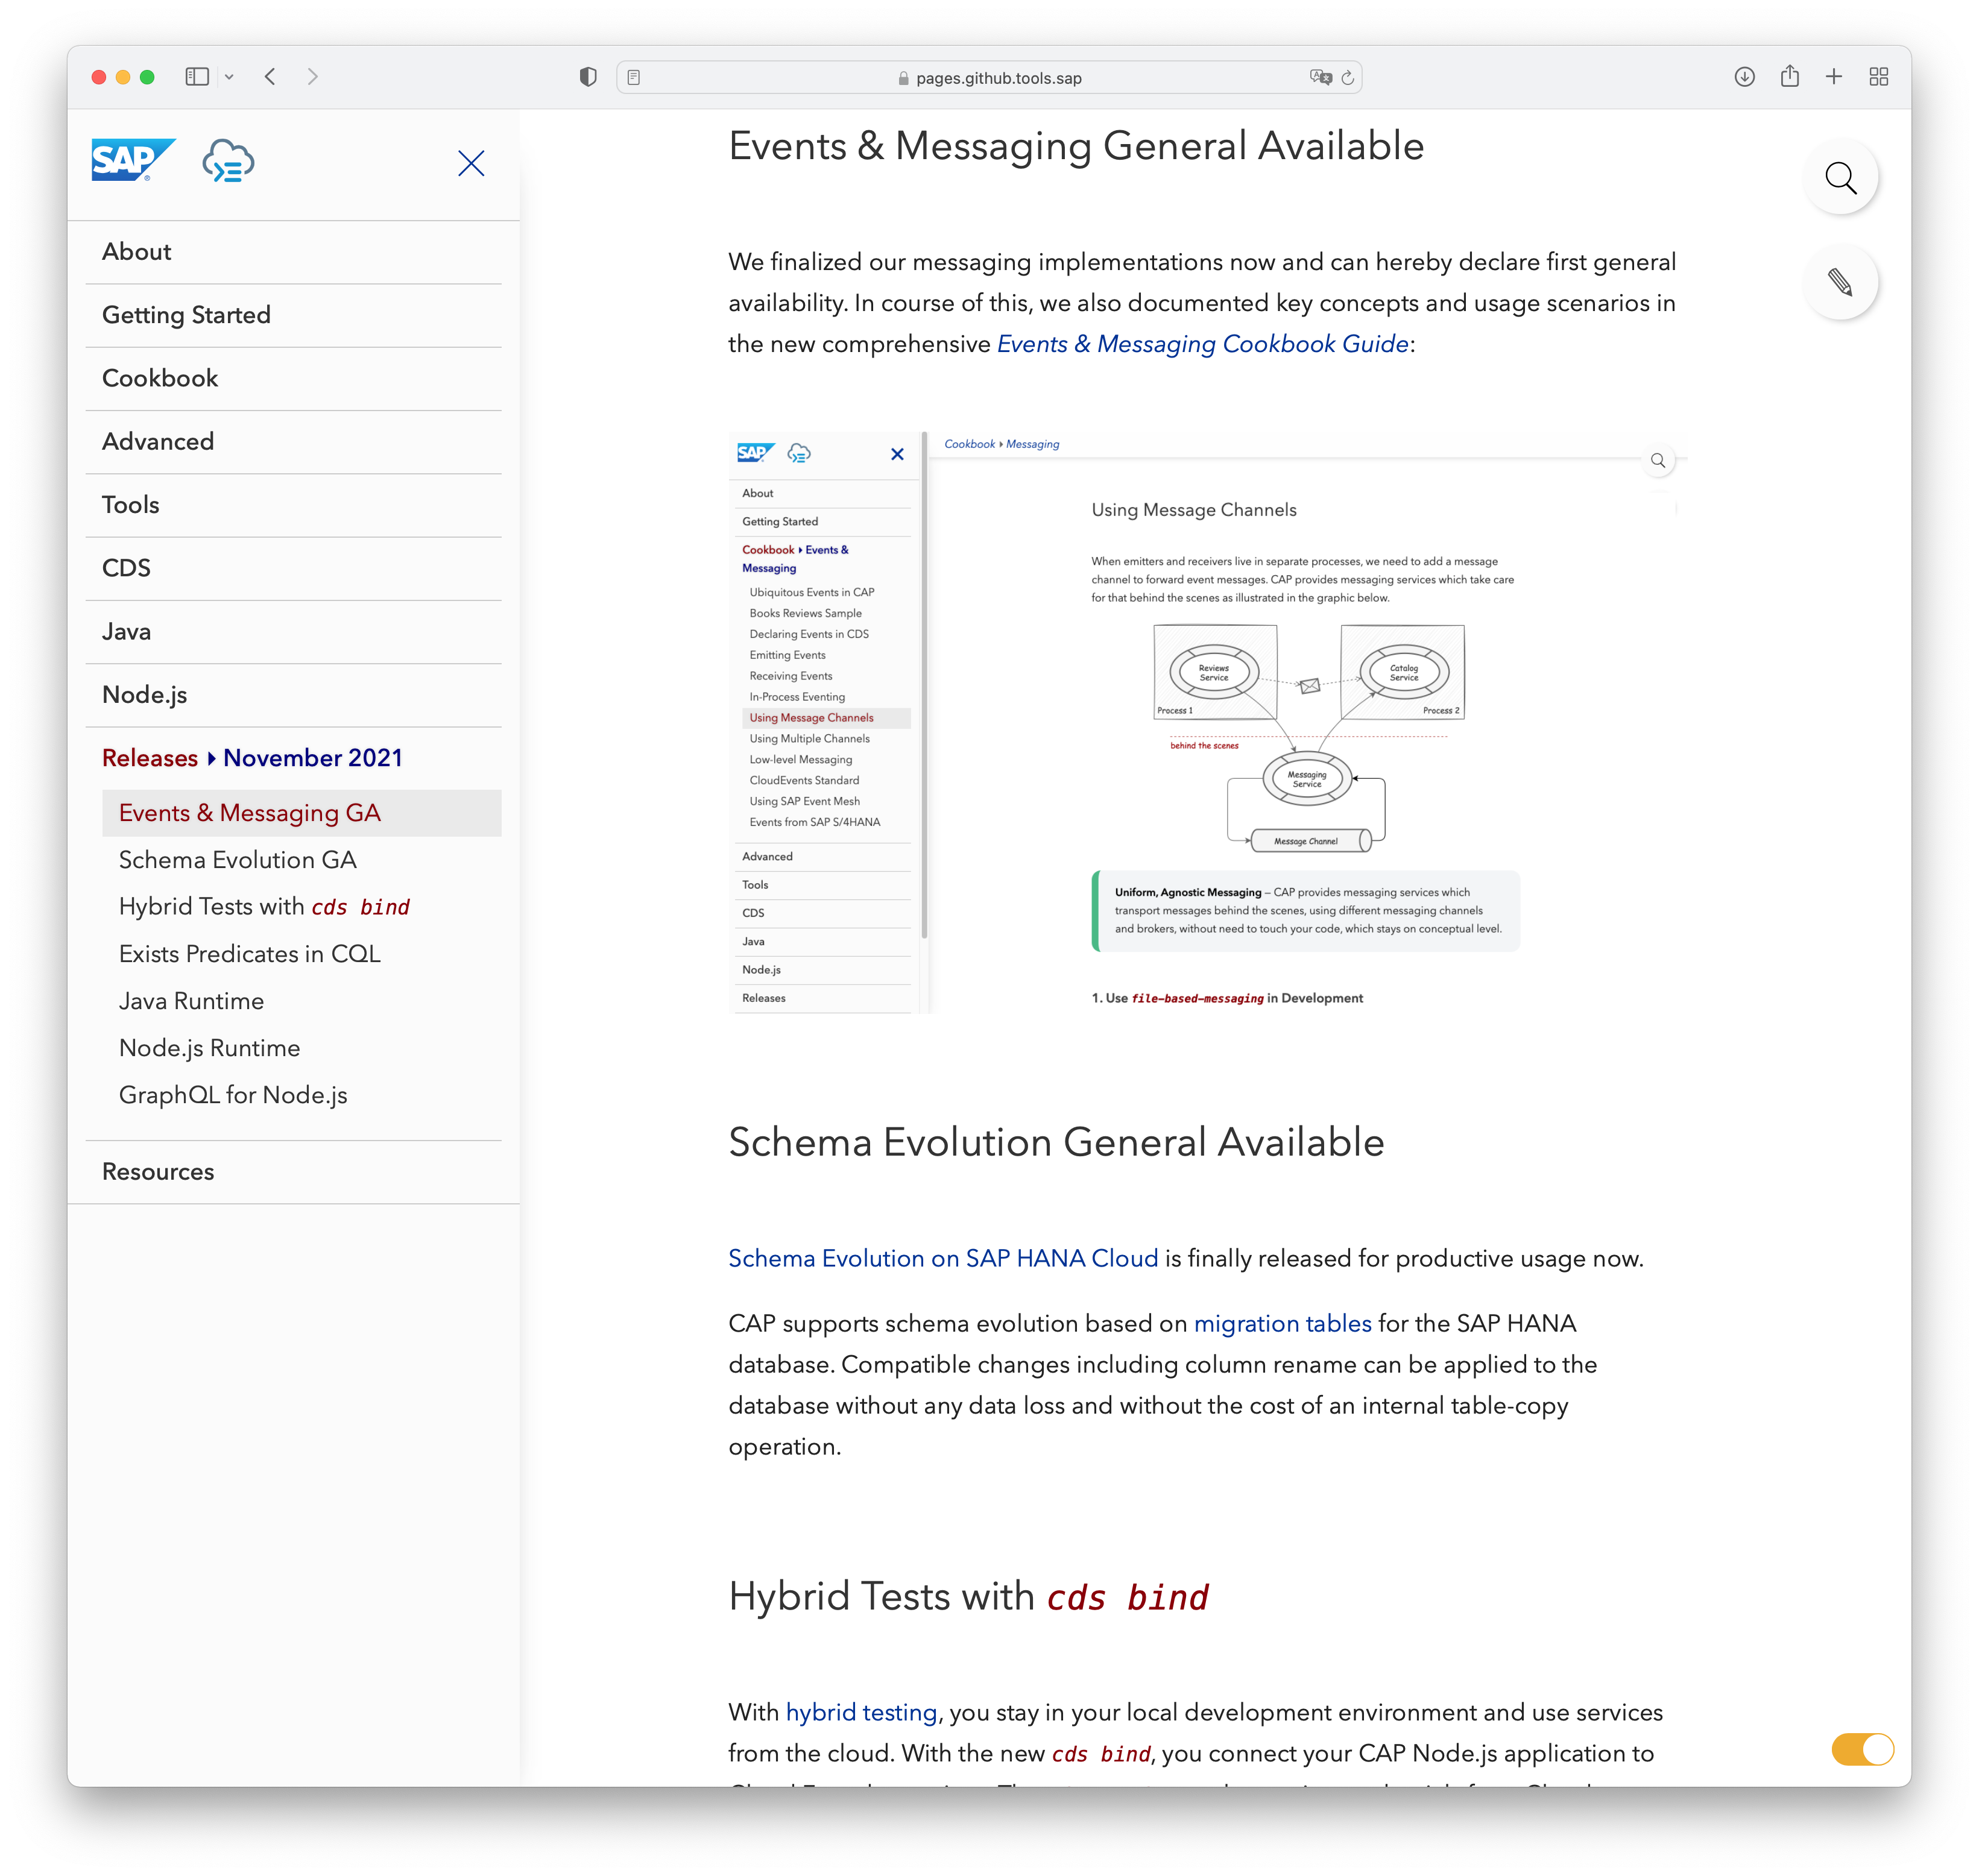 pages.github.tools.sap
SAP
About
Getting Started
Cookbook
Advanced
Tools
CDS
Java
Node.js
Releases November 2021
Events & Messaging GA
Schema Evolution GA
Hybrid Tests with cds bind
Exists Predicates in CQL
Java Runtime
Node.js Runtime
GraphQL for Node.js
Resources
Events & Messaging General Available
We finalized our messaging implementations now and can hereby declare first general
availability. In course of this, we also documented key concepts and usage scenarios in
the new comprehensive Events & Messaging Cookbook Guide:
SAP
About
Getting Started
Cookbook Events &
Messaging
Ubiquitous Events in CAP
Books Reviews Sample
Declaring Events in CDS
Emitting Events
Receiving Events
In-Process Eventing
Using Message Channels
Using Multiple Channels
Low-level Messaging
CloudEvents Standard
Using SAP Event Mesh
Events from SAP S/4HANA
Advanced
Tools
CDS
Java
Node.js
Releases
Cookbook Messaging
Using Message Channels
When emitters and receivers live in separate processes, we need to add a message
channel to forward event messages. CAP provides messaging services which take care
for that behind the scenes as illustrated in the graphic below.
Reviews
Service
Process 1
Catalog
Service
Process 2
behind the scenes
Messaging
Service
Message Channel
Uniform, Agnostic Messaging – CAP provides messaging services which
transport messages behind the scenes, using different messaging channels
and brokers, without need to touch your code, which stays on conceptual level.
1. Use file-based-messaging in Development
Schema Evolution General Available
Schema Evolution on SAP HANA Cloud is finally released for productive usage now.
CAP supports schema evolution based on migration tables for the SAP HANA
database. Compatible changes including column rename can be applied to the
database without any data loss and without the cost of an internal table-copy
operation.
Hybrid Tests with cds bind
With hybrid testing, you stay in your local development environment and use services
from the cloud. With the new cds bind, you connect your CAP Node.js application to